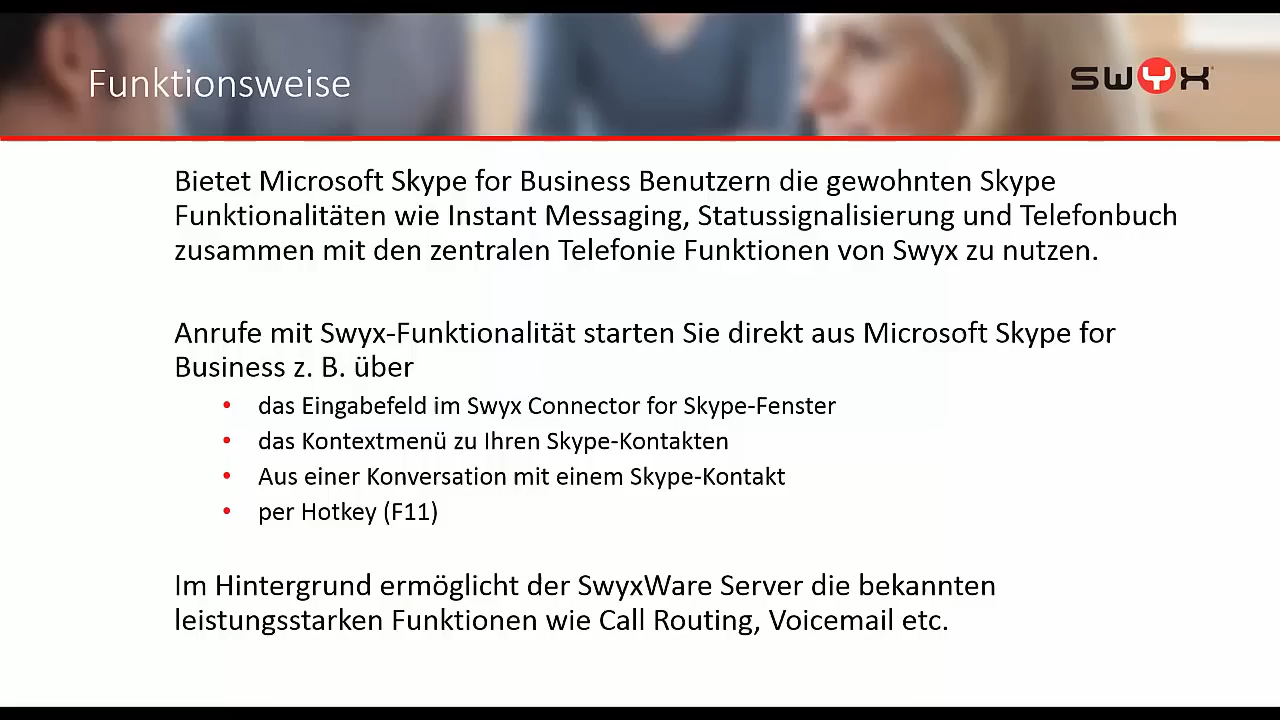 Funktionsweise
swyx
Bietet Microsoft Skype for Business Benutzern die gewohnten Skype
Funktionalitäten wie Instant Messaging, Statussignalisierung und Telefonbuch
zusammen mit den zentralen Telefonie Funktionen von Swyx zu nutzen.
Anrufe mit Swyx-Funktionalität starten Sie direkt aus Microsoft Skype for
Business z. B. über
• das Eingabefeld im Swyx Connector for Skype-Fenster
• das Kontextmenü zu Ihren Skype-Kontakten
• Aus einer Konversation mit einem Skype-Kontakt
• per Hotkey (F11)
Im Hintergrund ermöglicht der SwyxWare Server die bekannten
leistungsstarken Funktionen wie Call Routing, Voicemail etc.